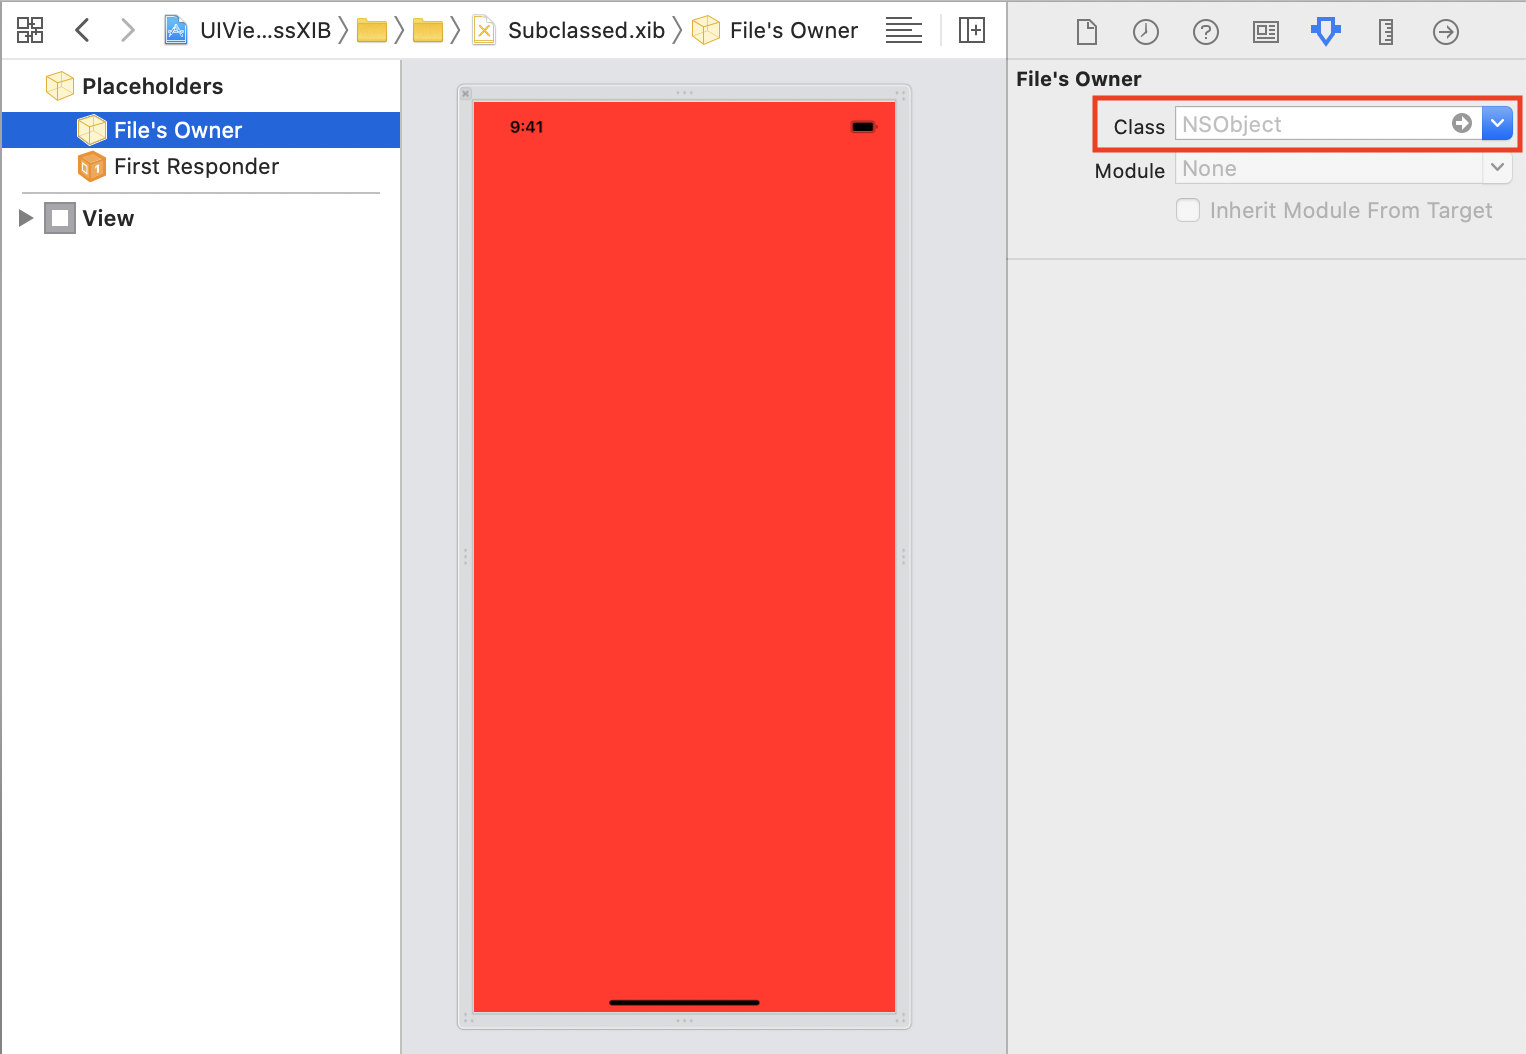 UIVie...ssXIB
Subclassed.xib
File's Owner
Placeholders
File's Owner
First Responder
View
9:41
File's Owner
Class NSObject
Module None
Inherit Module From Target